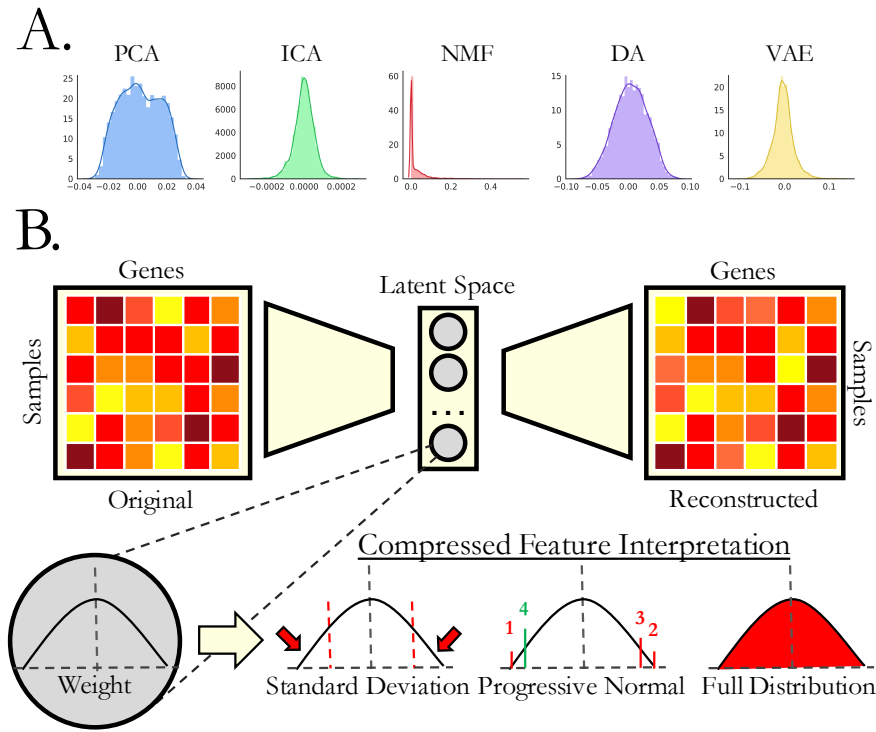 A.
PCA ICA NMF DA VAE
25 20 15 10 5 0
−0.04 −0.02 0.00 0.02 0.04
8000 6000 4000 2000 0
−0.0002 0.0000 0.0002
60 40 20 0
0.0 0.2 0.4
15 10 5 0
−0.10 −0.05 0.00 0.05 0.10
20 15 10 5 0
−0.1 0.0 0.1
B.
Genes
Samples
Original
Latent Space
...
Genes
Samples
Reconstructed
Compressed Feature Interpretation
Weight
Standard Deviation
1 4 3 2
Progressive Normal
Full Distribution